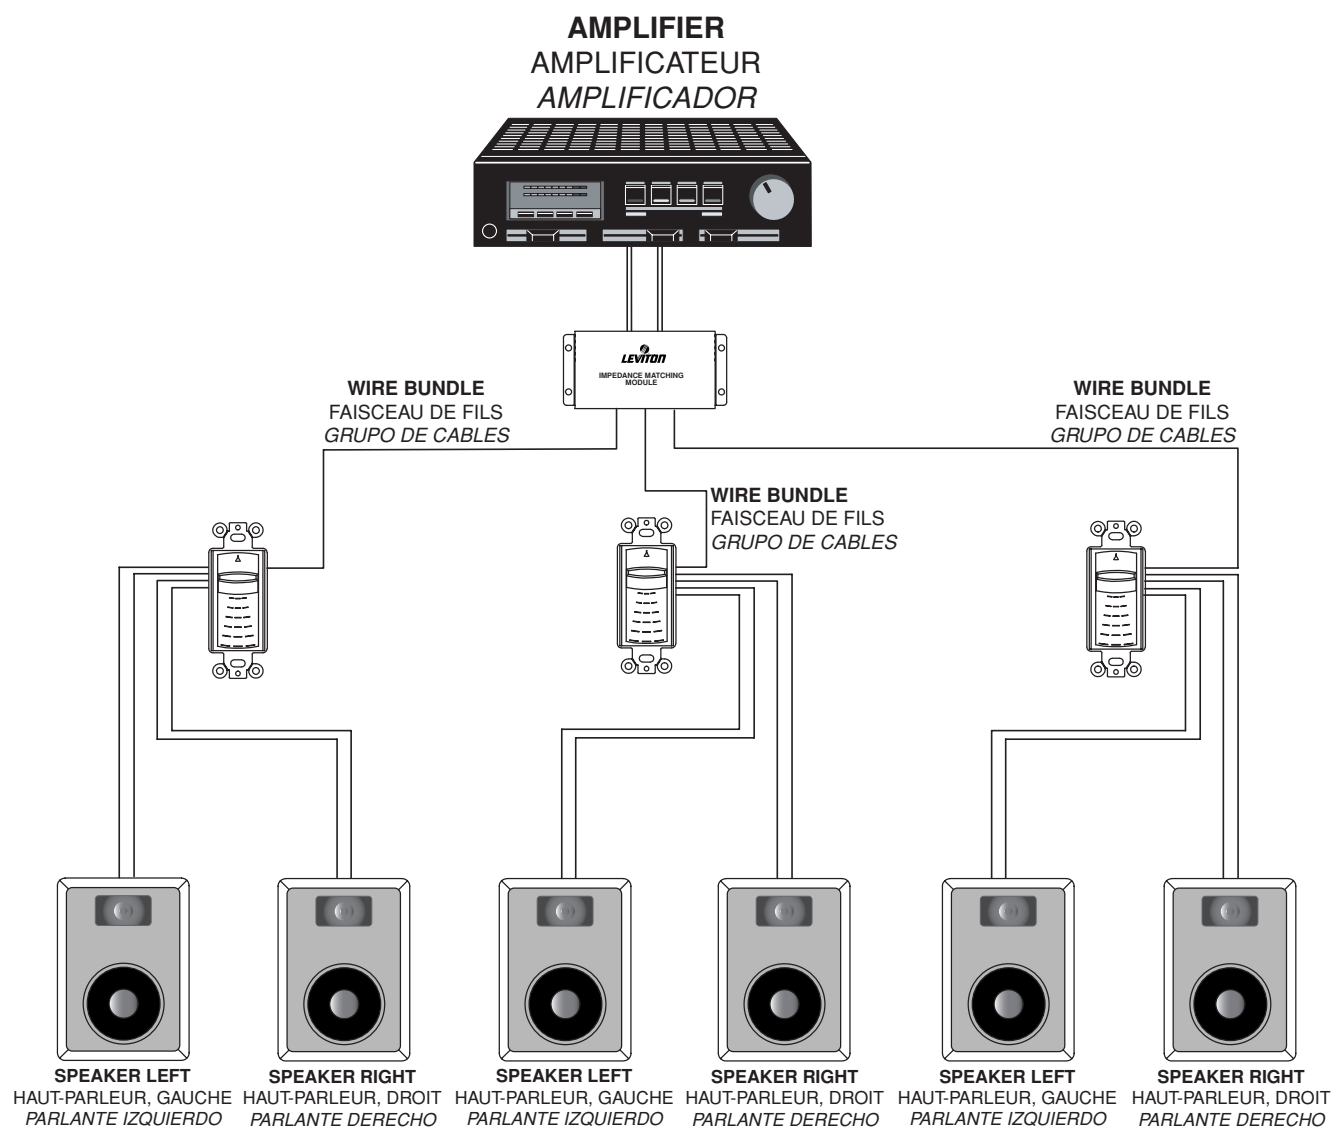 AMPLIFIER
AMPLIFICATEUR
AMPLIFICADOR
LEVITON
IMPEDANCE MATCHING
MODULE
WIRE BUNDLE
FAISCEAU DE FILS
GRUPO DE CABLES
WIRE BUNDLE
FAISCEAU DE FILS
GRUPO DE CABLES
WIRE BUNDLE
FAISCEAU DE FILS
GRUPO DE CABLES
SPEAKER LEFT
HAUT-PARLEUR, GAUCHE
PARLANTE IZQUIERDO
SPEAKER RIGHT
HAUT-PARLEUR, DROIT
PARLANTE DERECHO
SPEAKER LEFT
HAUT-PARLEUR, GAUCHE
PARLANTE IZQUIERDO
SPEAKER RIGHT
HAUT-PARLEUR, DROIT
PARLANTE DERECHO
SPEAKER LEFT
HAUT-PARLEUR, GAUCHE
PARLANTE IZQUIERDO
SPEAKER RIGHT
HAUT-PARLEUR, DROIT
PARLANTE DERECHO